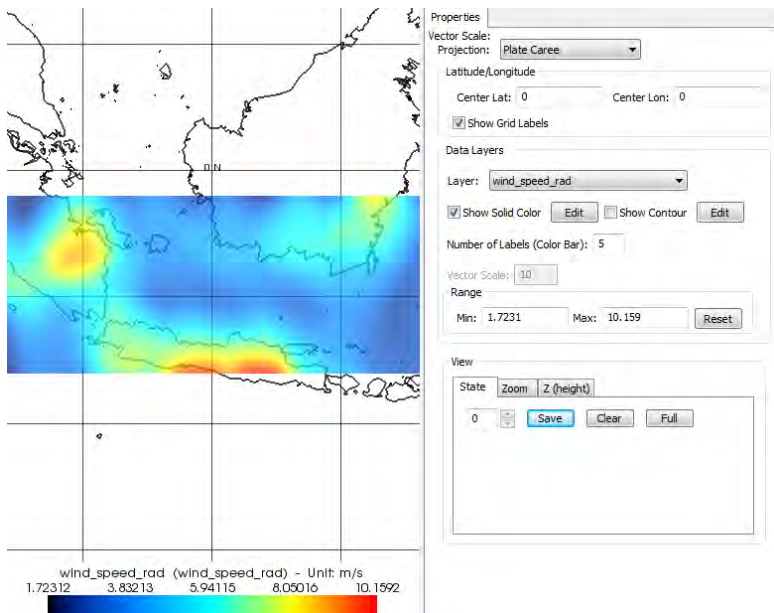 Properties
Vector Scale:
Projection: Plate Caree
Latitude/Longitude
Center Lat: 0 Center Lon: 0
Show Grid Labels
Data Layers
Layer: wind_speed_rad
Show Solid Color Edit Show Contour Edit
Number of Labels (Color Bar): 5
Vector Scale: 10
Range
Min: 1.7231 Max: 10.159 Reset
View
State Zoom Z (height)
0 Save Clear Full
0 N
wind_speed_rad (wind_speed_rad) - Unit: m/s
1.72312 3.83213 5.94115 8.05016 10.1592